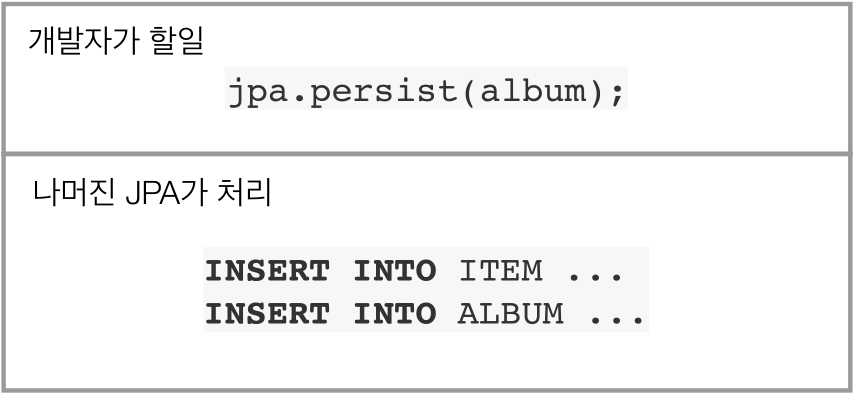 개발자가 할일
jpa.persist(album);
나머진 JPA가 처리
INSERT INTO ITEM ...
INSERT INTO ALBUM ...